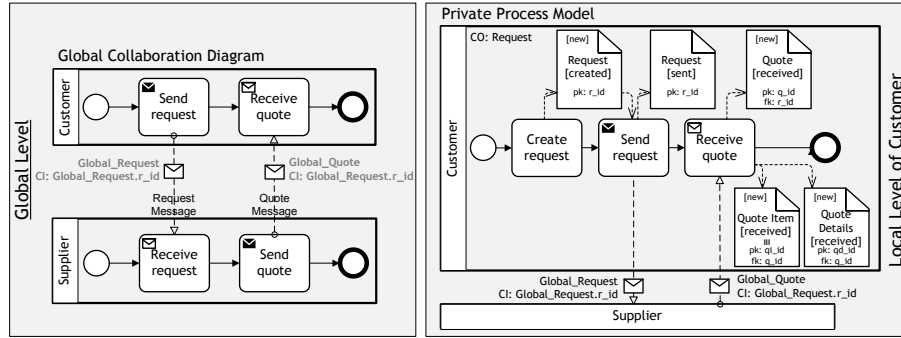 Global Level
Global Collaboration Diagram
Customer
Send
request
Receive
quote
Global_Request
CI: Global_Request.r_id
Global_Quote
CI: Global_Request.r_id
Request
Message
Quote
Message
Supplier
Receive
request
Send
quote
Private Process Model
Customer
CO: Request
[new]
Request
[created]
pk: r_id
[new]
Request
[sent]
pk: r_id
[new]
Quote
[received]
pk: q_id
fk: r_id
Create
request
Send
request
Receive
quote
[new]
Quote Item
[received]
III
pk: qi_id
fk: q_id
[new]
Quote
Details
[received]
pk: qd_id
fk: q_id
Global_Request
CI: Global_Request.r_id
Global_Quote
CI: Global_Request.r_id
Supplier
Local Level of Customer